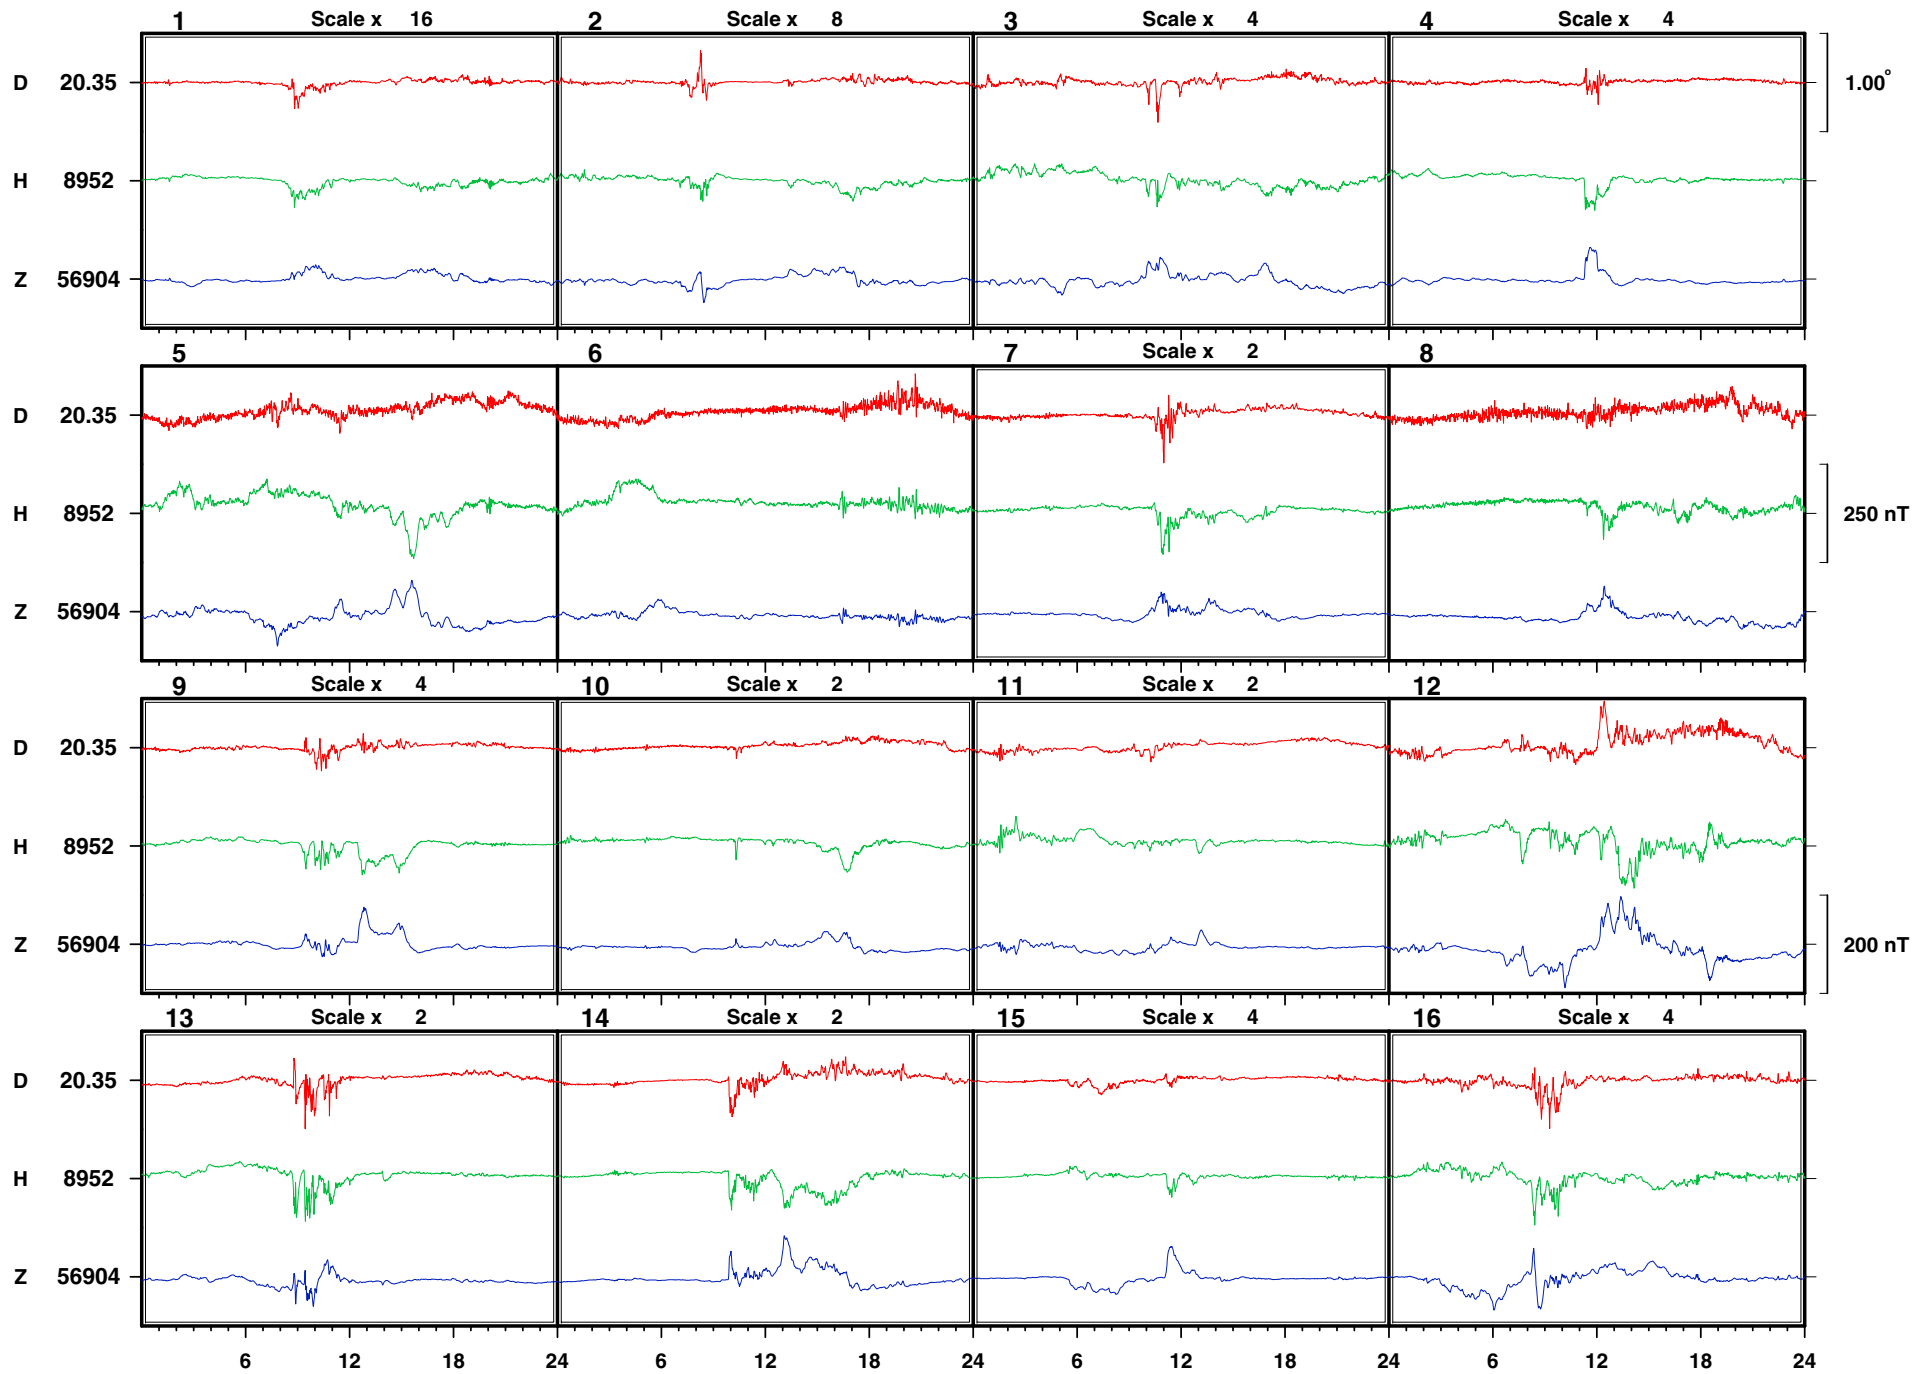 1 Scale x 16 2 Scale x 8 3 Scale x 4 4 Scale x 4
D 20.35 1.00°
H 8952
Z 56904
5 6 7 Scale x 2 8
D 20.35
H 8952 250 nT
Z 56904
9 Scale x 4 10 Scale x 2 11 Scale x 2 12
D 20.35
H 8952
Z 56904 200 nT
13 Scale x 2 14 Scale x 2 15 Scale x 4 16 Scale x 4
D 20.35
H 8952
Z 56904
6 12 18 24 6 12 18 24 6 12 18 24 6 12 18 24